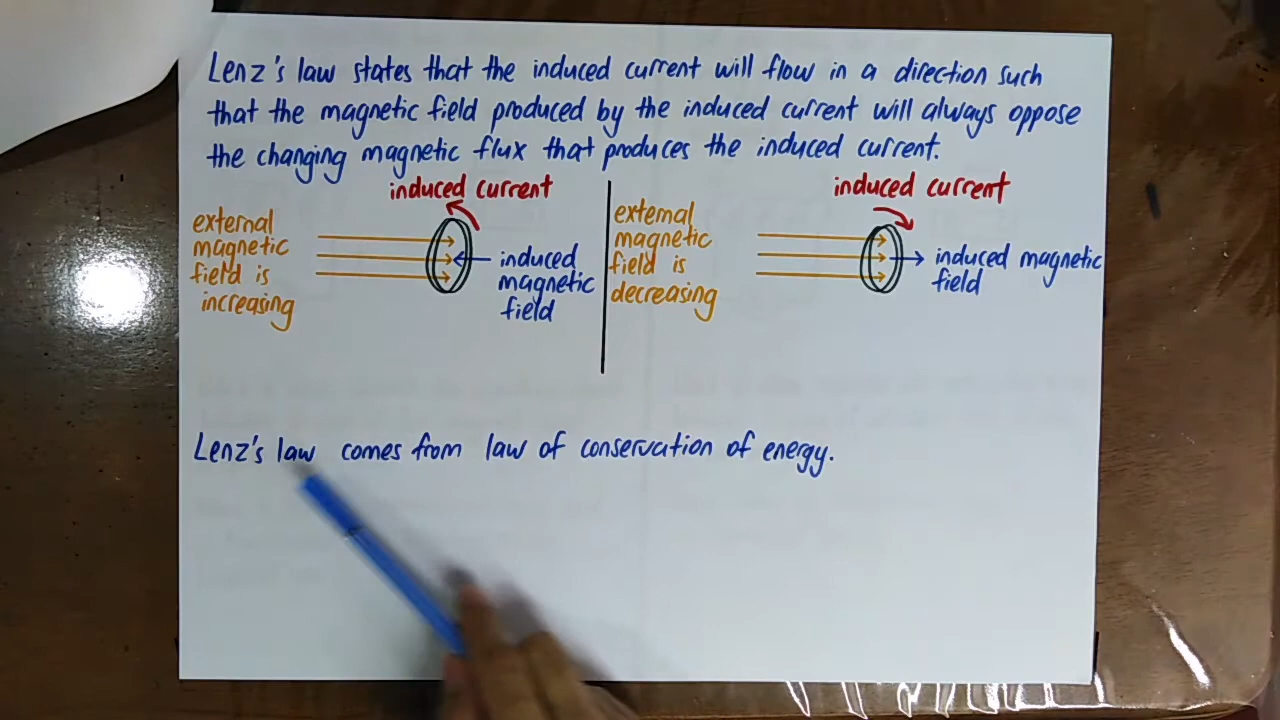 Lenz's law states that the induced current will flow in a direction such
that the magnetic field produced by the induced current will always oppose
the changing magnetic flux that produces the induced current.
induced current
external
magnetic
field is
increasing
induced
magnetic
field
induced current
external
magnetic
field is
decreasing
induced magnetic
field
Lenz's law comes from law of conservation of energy.